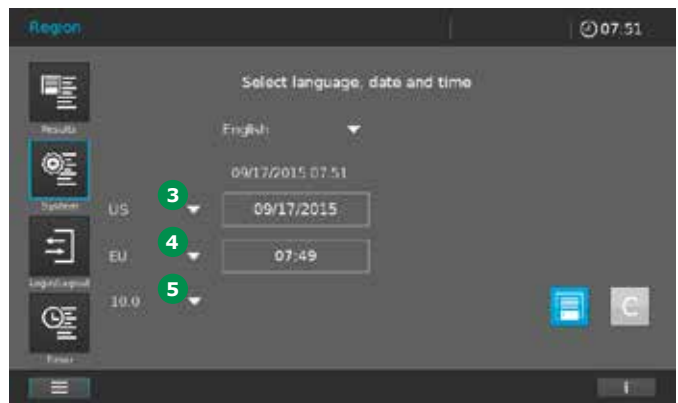 Region 07.51
Select language, date and time
Results
English
09/17/2015 07.51
System
3
US 09/17/2015
4
EU 07:49
Login/Logout
5
10.0
C
Timer
i